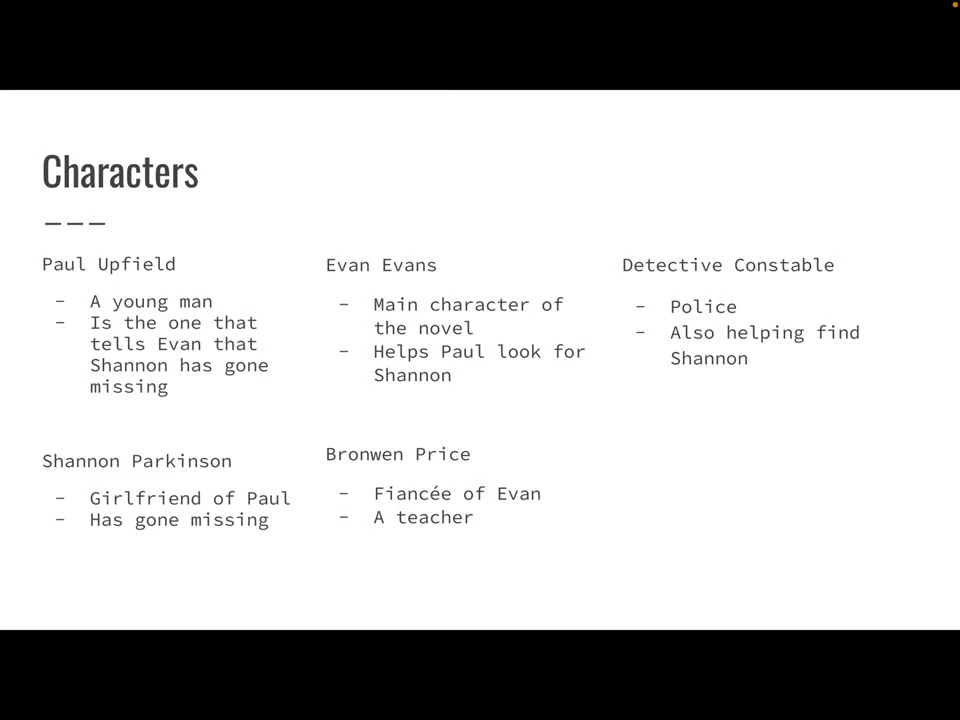 Characters
Paul Upfield
- A young man
- Is the one that
tells Evan that
Shannon has gone
missing
Evan Evans
- Main character of
the novel
- Helps Paul look for
Shannon
Detective Constable
- Police
- Also helping find
Shannon
Shannon Parkinson
- Girlfriend of Paul
- Has gone missing
Bronwen Price
- Fiancée of Evan
- A teacher